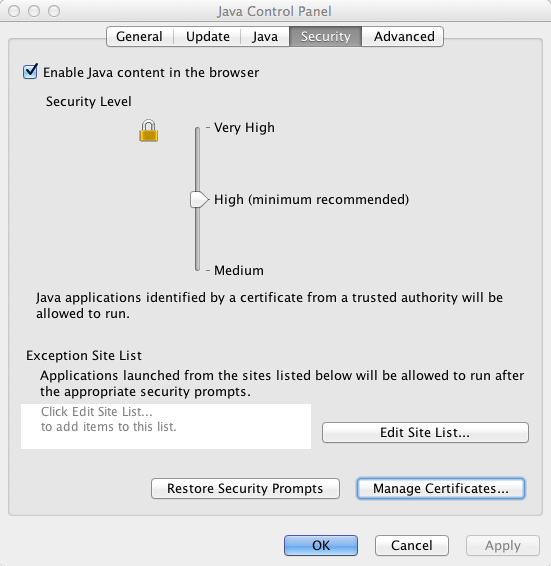 Java Control Panel
General Update Java Security Advanced
Enable Java content in the browser
Security Level
- Very High
High (minimum recommended)
- Medium
Java applications identified by a certificate from a trusted authority will be
allowed to run.
Exception Site List
Applications launched from the sites listed below will be allowed to run after
the appropriate security prompts.
Click Edit Site List...
to add items to this list.
Edit Site List...
Restore Security Prompts Manage Certificates...
OK Cancel Apply